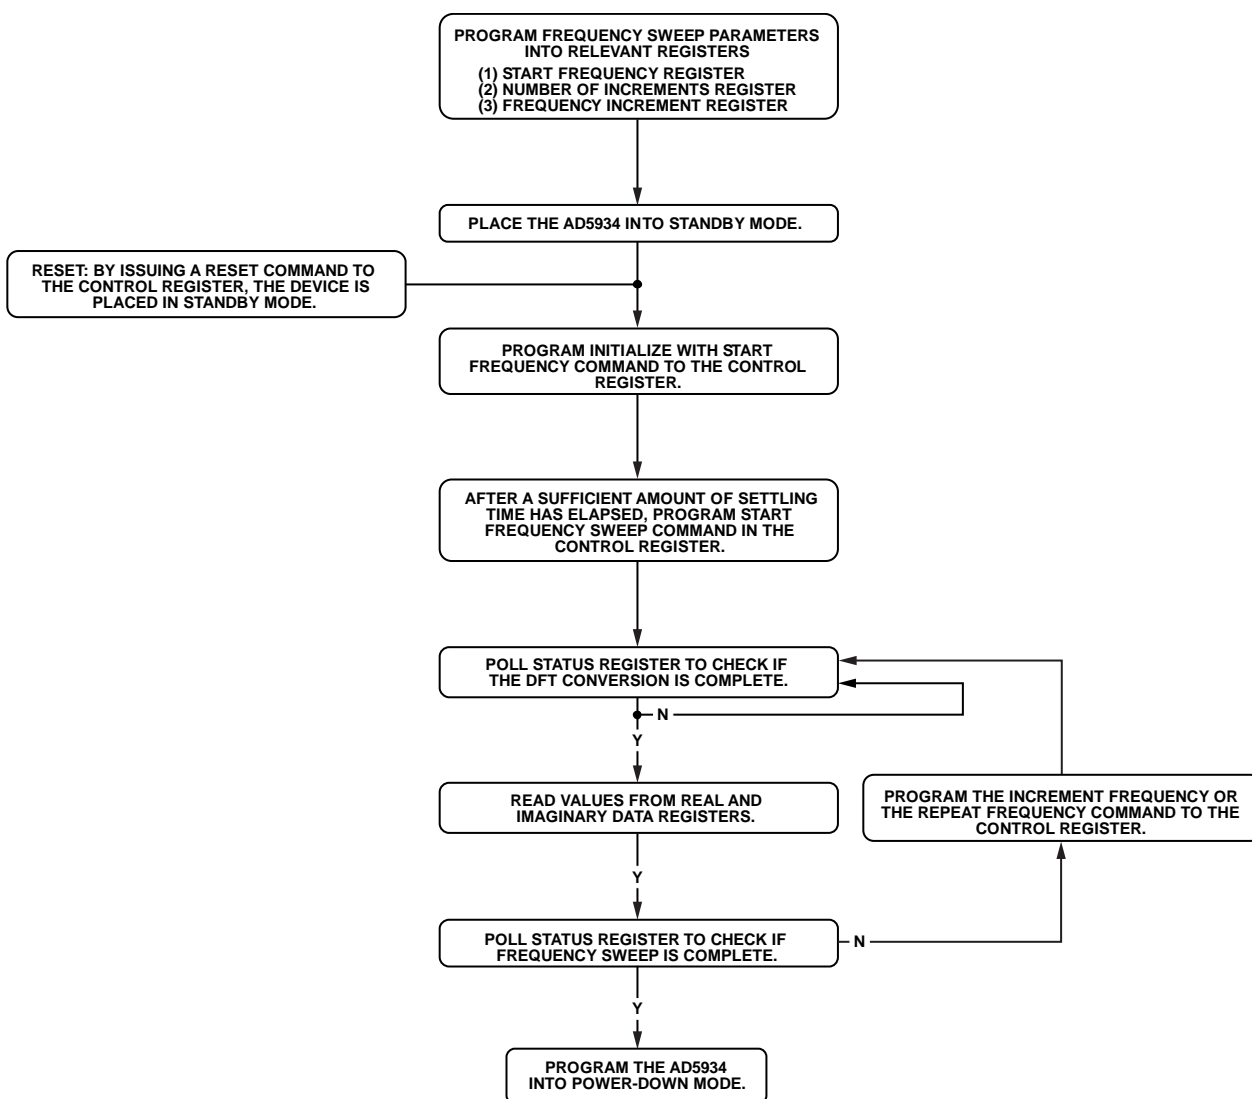 PROGRAM FREQUENCY SWEEP PARAMETERS
INTO RELEVANT REGISTERS
(1) START FREQUENCY REGISTER
(2) NUMBER OF INCREMENTS REGISTER
(3) FREQUENCY INCREMENT REGISTER
PLACE THE AD5934 INTO STANDBY MODE.
RESET: BY ISSUING A RESET COMMAND TO
THE CONTROL REGISTER, THE DEVICE IS
PLACED IN STANDBY MODE.
PROGRAM INITIALIZE WITH START
FREQUENCY COMMAND TO THE CONTROL
REGISTER.
AFTER A SUFFICIENT AMOUNT OF SETTLING
TIME HAS ELAPSED, PROGRAM START
FREQUENCY SWEEP COMMAND IN THE
CONTROL REGISTER.
POLL STATUS REGISTER TO CHECK IF
THE DFT CONVERSION IS COMPLETE.
N
Y
READ VALUES FROM REAL AND
IMAGINARY DATA REGISTERS.
PROGRAM THE INCREMENT FREQUENCY OR
THE REPEAT FREQUENCY COMMAND TO THE
CONTROL REGISTER.
Y
POLL STATUS REGISTER TO CHECK IF
FREQUENCY SWEEP IS COMPLETE.
N
Y
PROGRAM THE AD5934
INTO POWER-DOWN MODE.